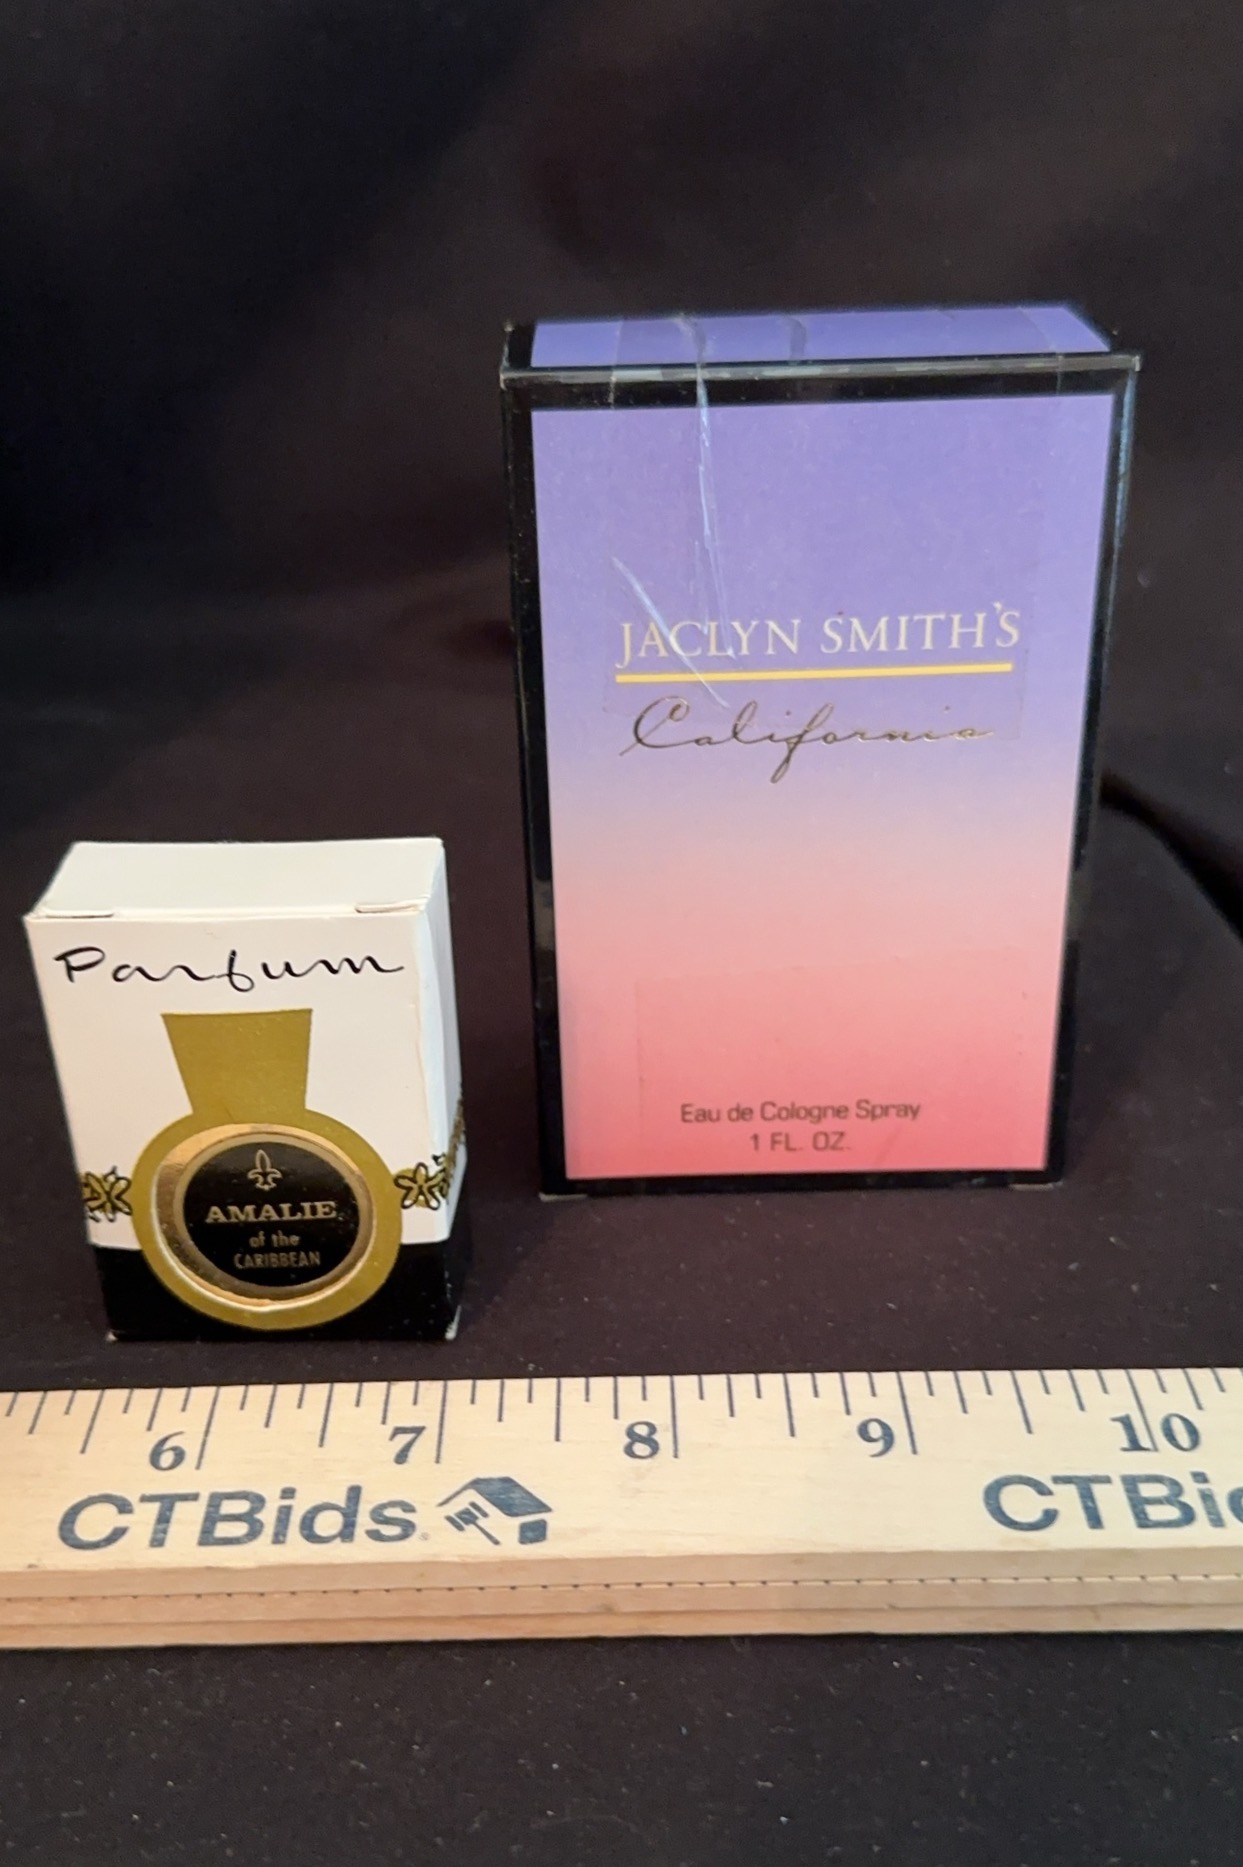 JACLYN SMITH'S
California
Eau de Cologne Spray
1 FL. OZ.
Parfum
AMALIE
of the
CARIBBEAN
6 7 8 9 10
CTBids. CTBi